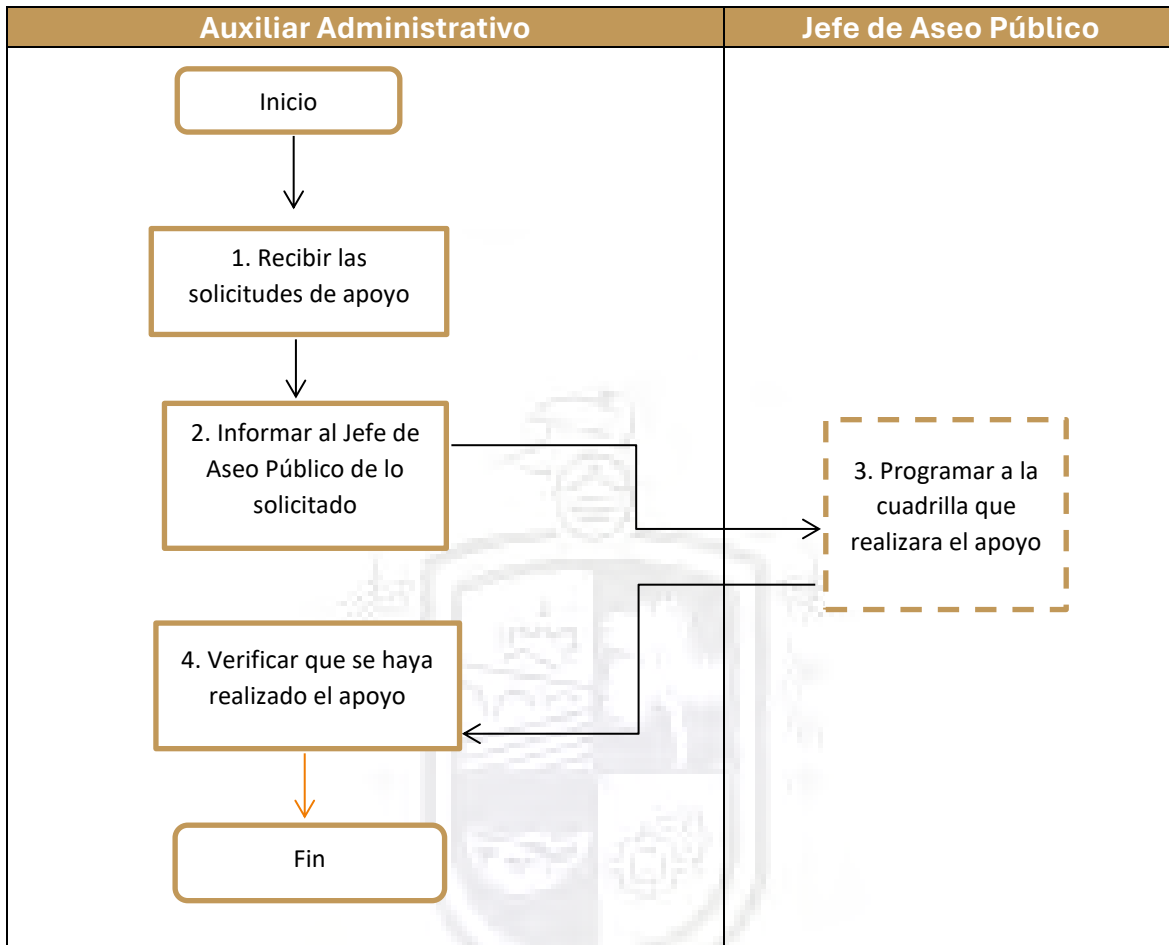 Auxiliar Administrativo
Jefe de Aseo Público
Inicio
1. Recibir las
solicitudes de apoyo
2. Informar al Jefe de
Aseo Público de lo
solicitado
3. Programar a la
cuadrilla que
realizara el apoyo
4. Verificar que se haya
realizado el apoyo
Fin